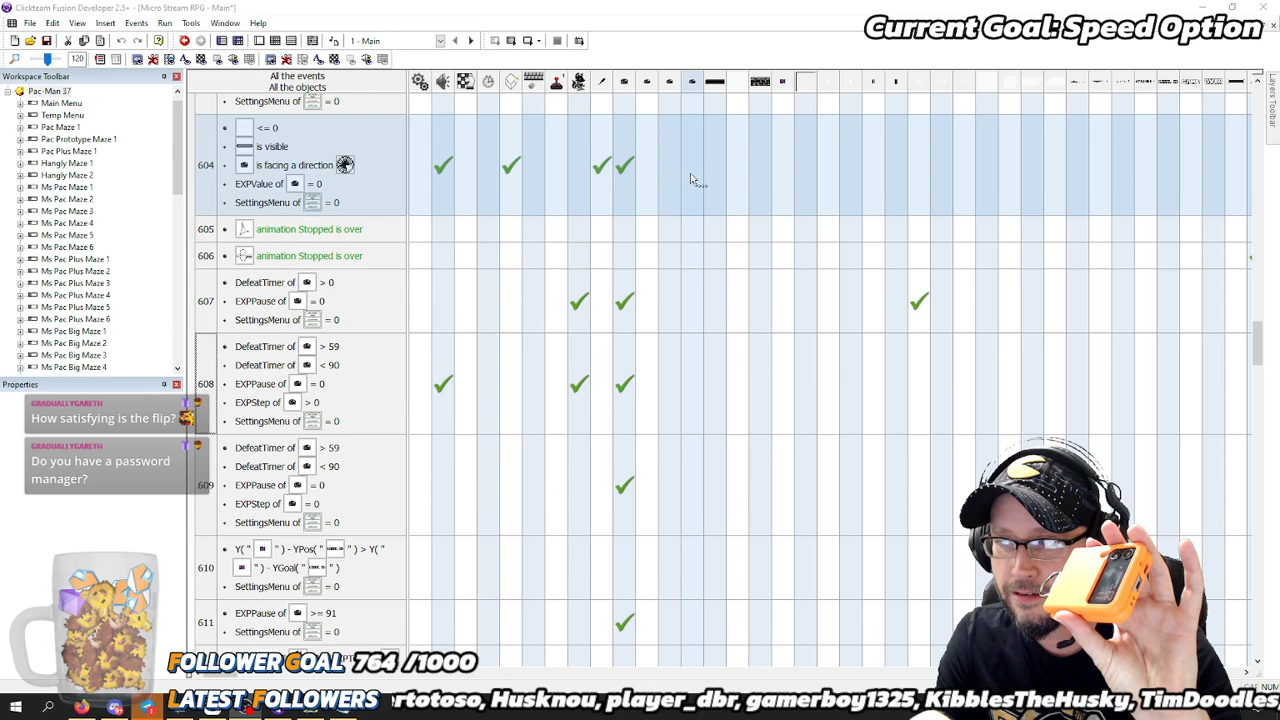 Clickteam Fusion Developer 2.5+ - [Micro Stream RPG - Main*]
Current Goal: Speed Option
File Edit View Insert Events Run Tools Window Help
1 - Main
120
Workspace Toolbar
Pac-Man 37
Main Menu
Temp Menu
Pac Maze 1
Pac Prototype Maze 1
Pac Plus Maze 1
Hangly Maze 1
Hangly Maze 2
Ms Pac Maze 1
Ms Pac Maze 2
Ms Pac Maze 3
Ms Pac Maze 4
Ms Pac Maze 5
Ms Pac Maze 6
Ms Pac Plus Maze 1
Ms Pac Plus Maze 2
Ms Pac Plus Maze 3
Ms Pac Plus Maze 4
Ms Pac Plus Maze 5
Ms Pac Plus Maze 6
Ms Pac Big Maze 1
Ms Pac Big Maze 2
Ms Pac Big Maze 3
Ms Pac Big Maze 4
Properties
GRADUALLYGARETH
How satisfying is the flip?
GRADUALLYGARETH
Do you have a password
manager?
All the events
All the objects
Layers Toolbar
SettingsMenu of = 0
604
<= 0
is visible
is facing a direction
EXPValue of = 0
SettingsMenu of = 0
605 animation Stopped is over
606 animation Stopped is over
607
DefeatTimer of > 0
EXPPause of = 0
SettingsMenu of = 0
608
DefeatTimer of > 59
DefeatTimer of < 90
EXPPause of = 0
EXPStep of > 0
SettingsMenu of = 0
609
DefeatTimer of > 59
DefeatTimer of < 90
EXPPause of = 0
EXPStep of = 0
SettingsMenu of = 0
610
Y( " " ) - YPos( " " ) > Y( "
" ) - YGoal( " " )
SettingsMenu of = 0
611
EXPPause of >= 91
SettingsMenu of = 0
FOLLOWER GOAL 764 /1000
LATEST FOLLOWERS ertotoso, Husknou, player_dbr, gamerboy1325, KibblesTheHusky, TimDoodles
NUM